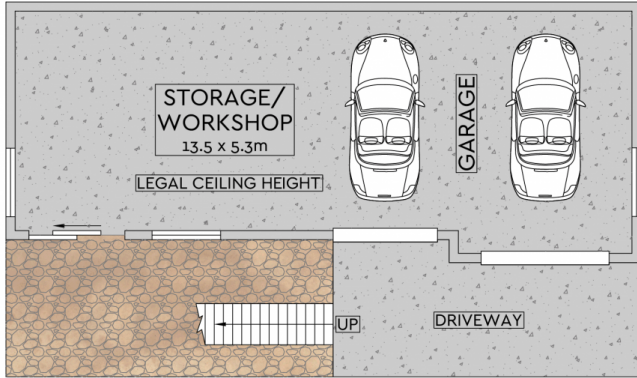 STORAGE/
WORKSHOP
13.5 x 5.3m
LEGAL CEILING HEIGHT
GARAGE
UP
DRIVEWAY